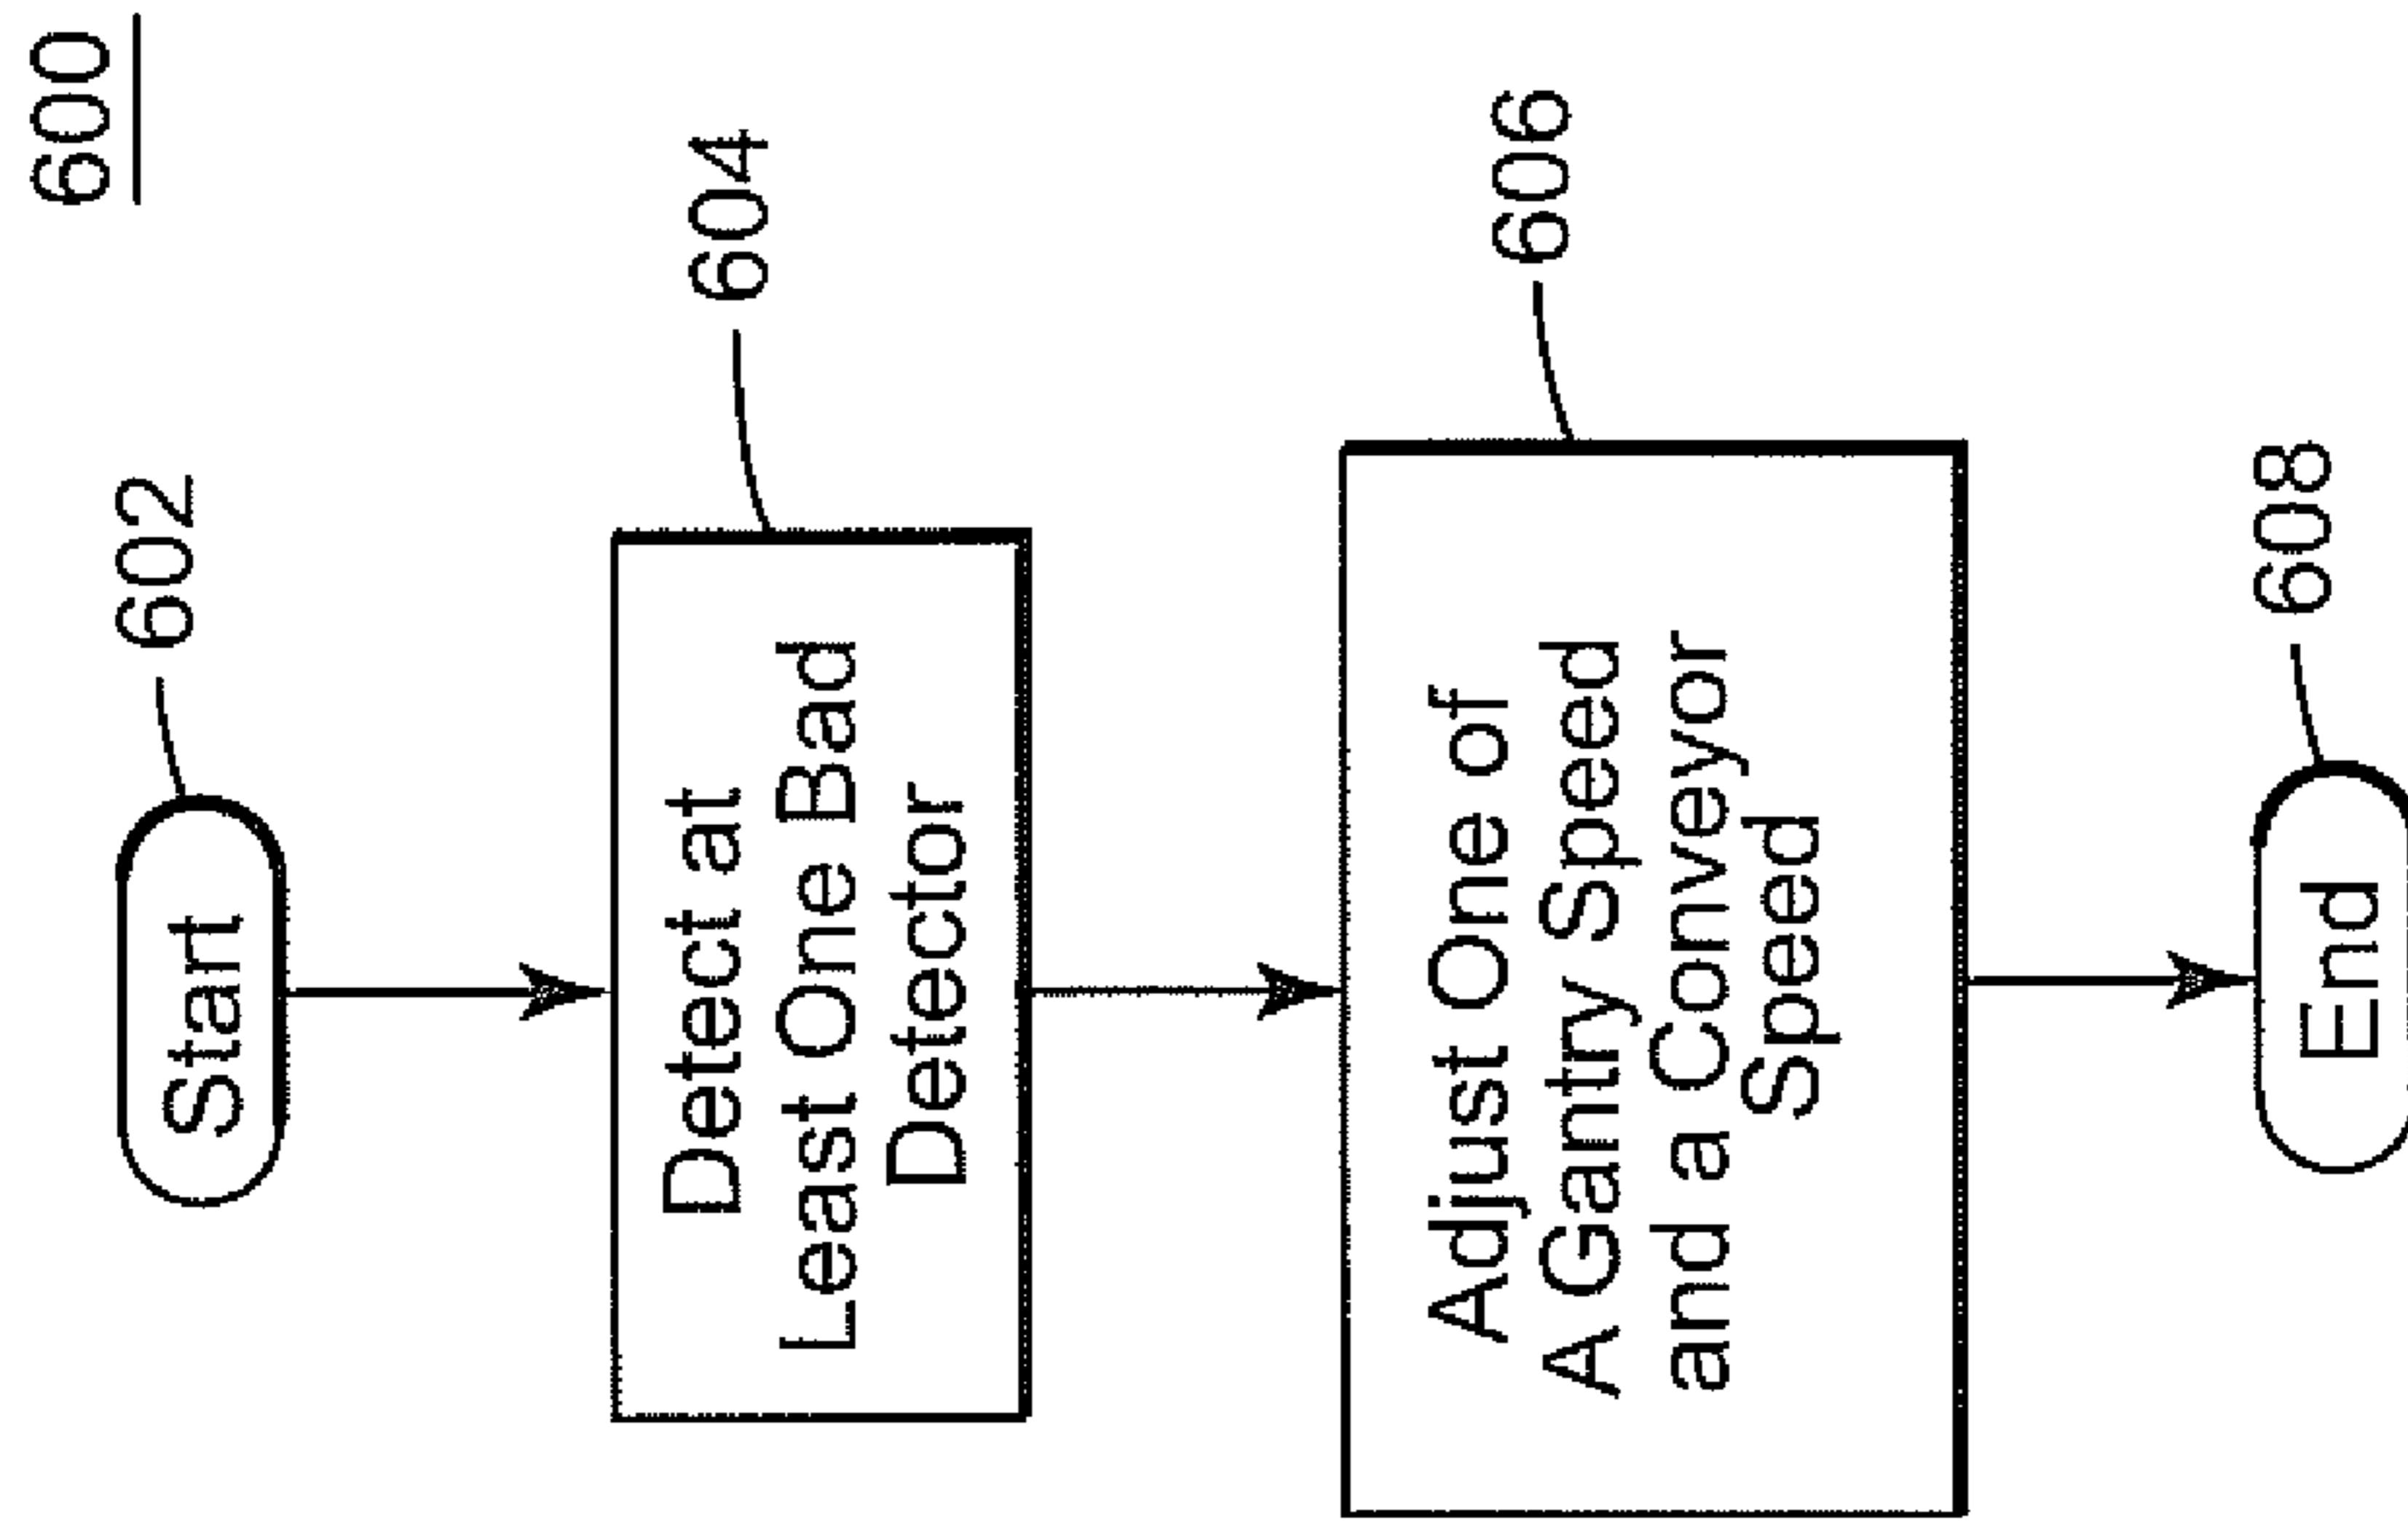 600
602
Start
604
Detect at
Least One Bad
Detector
606
Adjust One of
A Gantry Speed
and a Conveyor
Speed
608
End